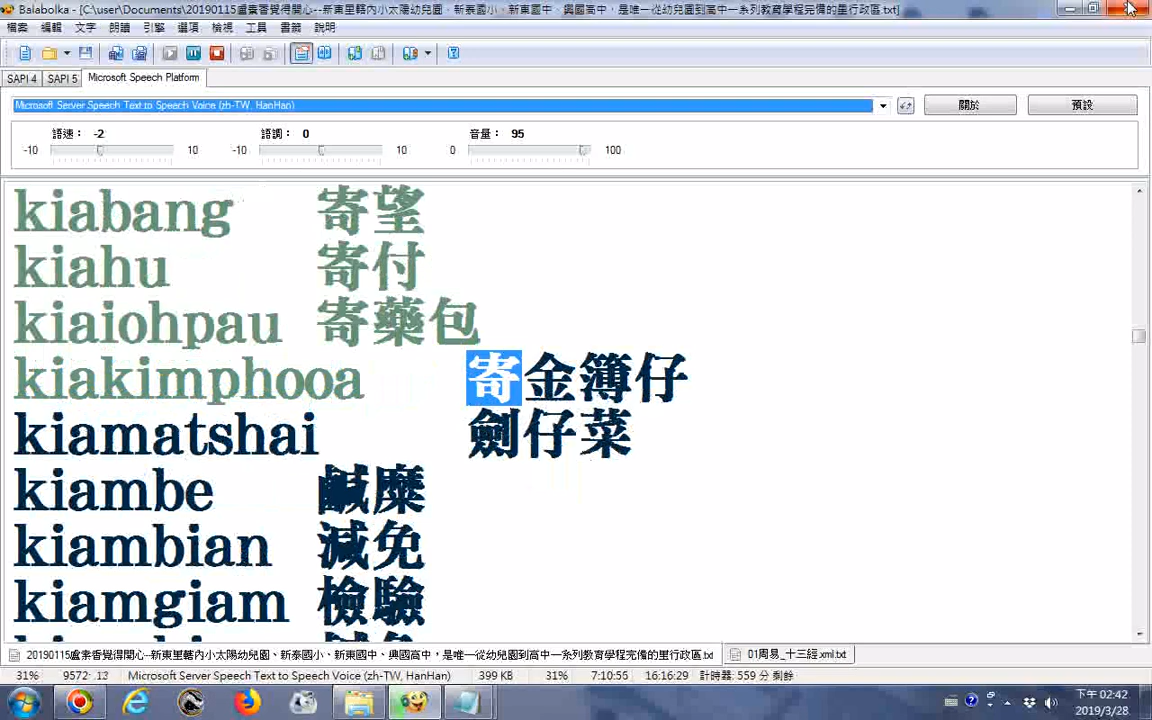 Balabolka - [C:\user\Documents\20190115盧素香覺得開心--新東里轄內小太陽幼兒園、新泰國小、新東國中、興國高中，是唯一從幼兒園到高中一系列教育學程完備的里行政區.txt]
檔案 編輯 文字 朗讀 引擎 選項 檢視 工具 書籤 說明
SAPI 4 SAPI 5 Microsoft Speech Platform
Microsoft Server Speech Text to Speech Voice (zh-TW, HanHan) 關於 預設
語速： -2 語調： 0 音量： 95
-10 10 -10 10 0 100
kiabang 寄望
kiahu 寄付
kiaiohpau 寄藥包
kiakimphooa 寄金簿仔
kiamatshai 劍仔菜
kiambe 鹹糜
kiambian 減免
kiamgiam 檢驗
20190115盧素香覺得開心--新東里轄內小太陽幼兒園、新泰國小、新東國中、興國高中，是唯一從幼兒園到高中一系列教育學程完備的里行政區.txt 01周易_十三經.xml.txt
31% 9572: 13 Microsoft Server Speech Text to Speech Voice (zh-TW, HanHan) 399 KB 31% 7:10:55 16:16:29 計時器: 559 分 剩餘
下午 02:42
2019/3/28